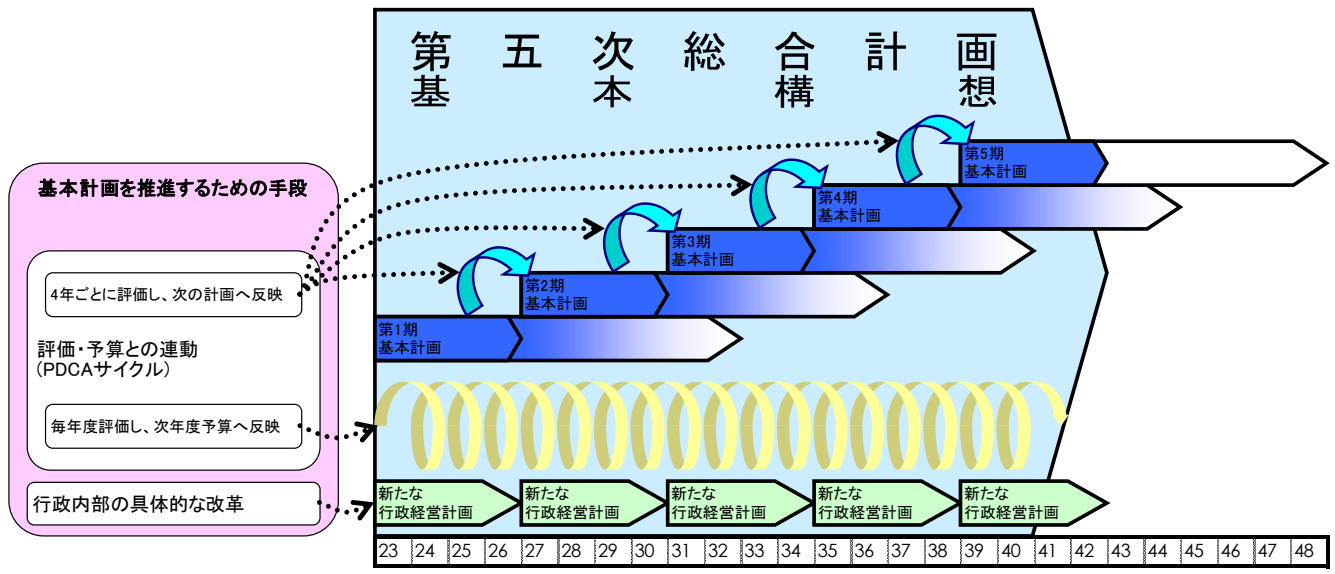 第五次総合計画
基本構想
基本計画を推進するための手段
4年ごとに評価し、次の計画へ反映
評価・予算との連動
(PDCAサイクル)
毎年度評価し、次年度予算へ反映
行政内部の具体的な改革
第5期
基本計画
第4期
基本計画
第3期
基本計画
第2期
基本計画
第1期
基本計画
新たな
行政経営計画
新たな
行政経営計画
新たな
行政経営計画
新たな
行政経営計画
新たな
行政経営計画
23 24 25 26 27 28 29 30 31 32 33 34 35 36 37 38 39 40 41 42 43 44 45 46 47 48